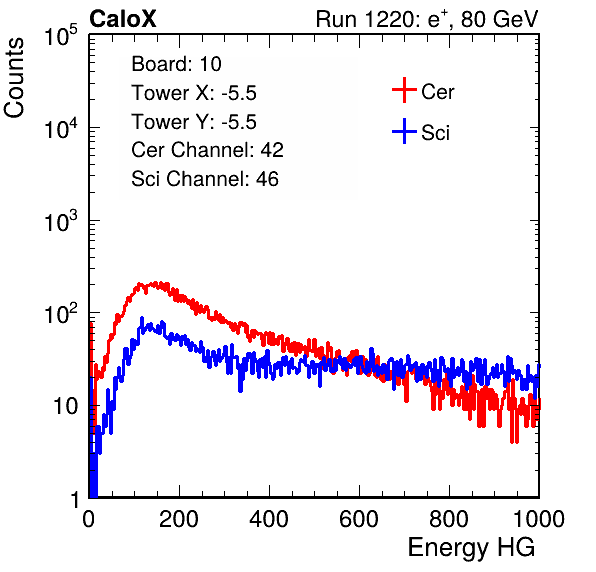 CaloX Run 1220: e⁺, 80 GeV
Counts
10⁵
10⁴
10³
10²
10
1
Board: 10
Tower X: -5.5
Tower Y: -5.5
Cer Channel: 42
Sci Channel: 46
Cer
Sci
0 200 400 600 800 1000
Energy HG